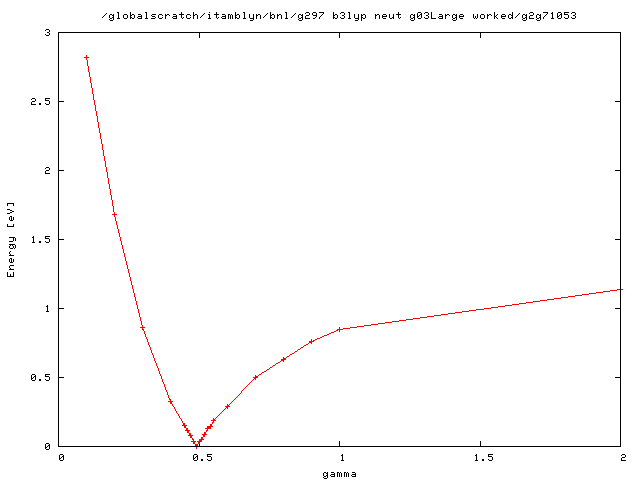 /globalscratch/itamblyn/bnl/g297 b3lyp neut g03Large worked/g2g71053
3
2.5
2
1.5
1
0.5
0
Energy [eV]
0 0.5 1 1.5 2
gamma